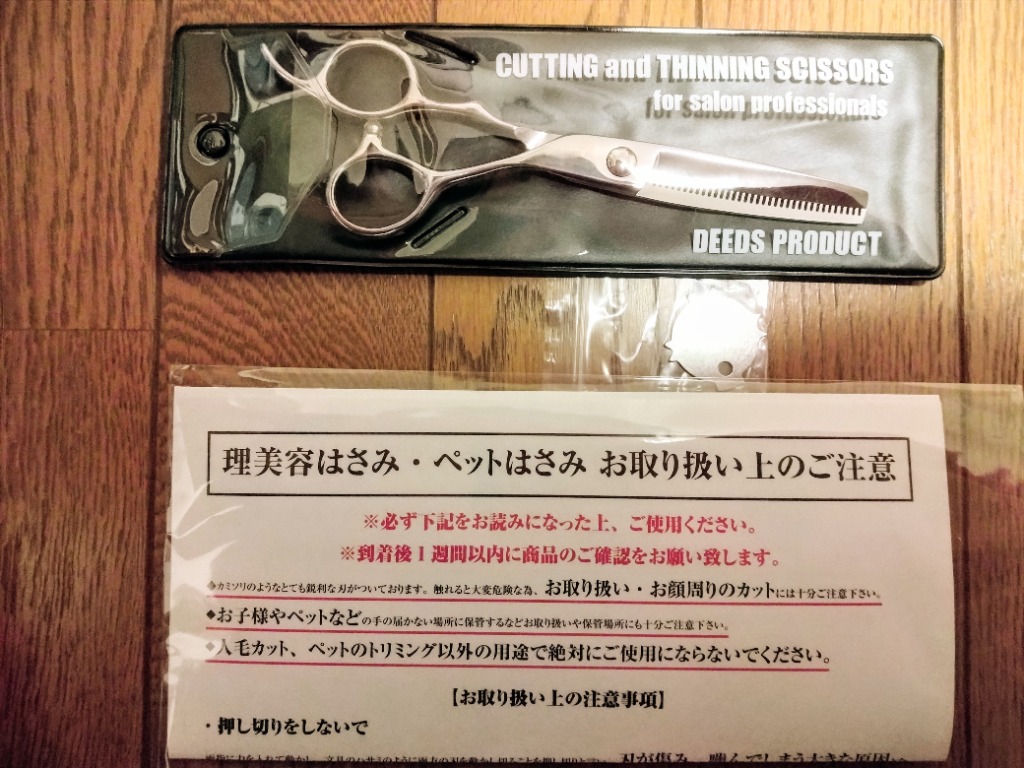 CUTTING and THINNING SCISSORS
for salon professionals
DEEDS PRODUCT
理美容はさみ・ペットはさみ お取り扱い上のご注意
※必ず下記をお読みになった上、ご使用ください。
※到着後1週間以内に商品のご確認をお願い致します。
◆カミソリのようなとても鋭利な刃がついております。触れると大変危険な為、お取り扱い・お顔周りのカットには十分ご注意下さい。
◆お子様やペットなどの手の届かない場所に保管するなどお取り扱いや保管場所にも十分ご注意下さい。
◆人毛カット、ペットのトリミング以外の用途で絶対にご使用にならないでください。
【お取り扱い上の注意事項】
・押し切りをしないで